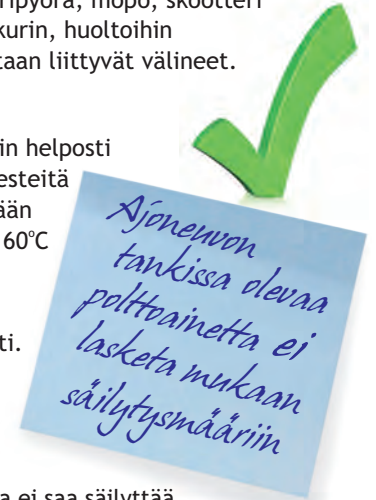 ripyörä, mopo, skootteri
kurin, huoltoihin
taan liittyvät välineet.
in helposti
esteitä
ään
60°C
ti.
Ajoneuvon
tankissa olevaa
polttoainetta ei
lasketa mukaan
säilytysmääriin
a ei saa säilyttää